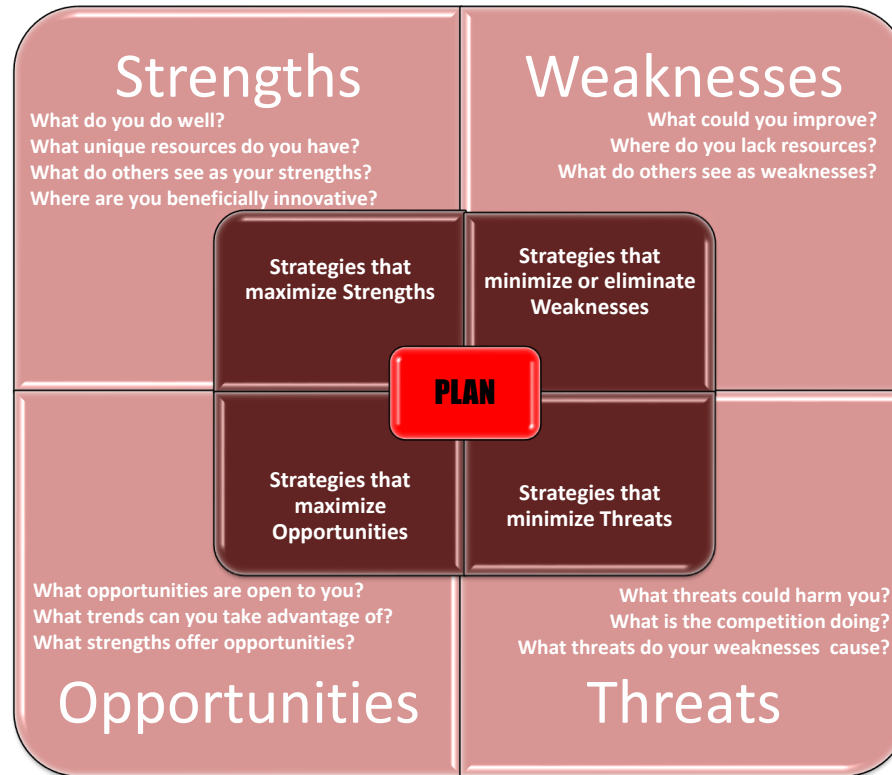 Strengths
What do you do well?
What unique resources do you have?
What do others see as your strengths?
Where are you beneficially innovative?
Weaknesses
What could you improve?
Where do you lack resources?
What do others see as weaknesses?
Strategies that
maximize Strengths
Strategies that
minimize or eliminate
Weaknesses
PLAN
Strategies that
maximize
Opportunities
Strategies that
minimize Threats
What opportunities are open to you?
What trends can you take advantage of?
What strengths offer opportunities?
Opportunities
What threats could harm you?
What is the competition doing?
What threats do your weaknesses  cause?
Threats